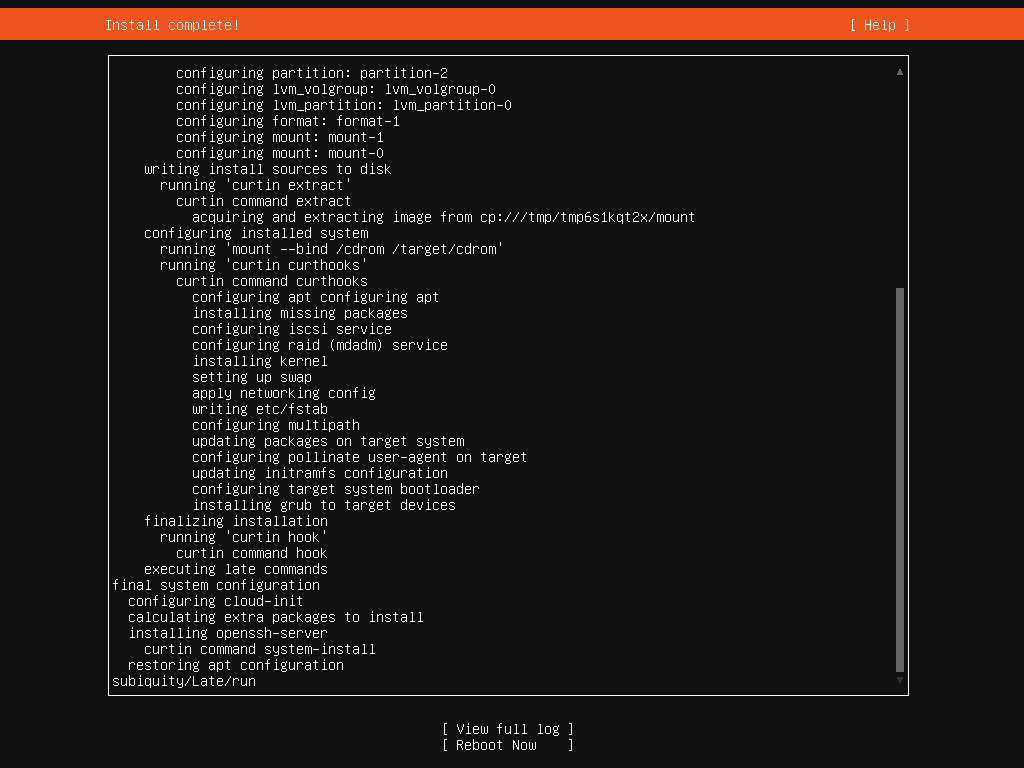 Install complete!
[ Help ]
configuring partition: partition-2
configuring lvm_volgroup: lvm_volgroup-0
configuring lvm_partition: lvm_partition-0
configuring format: format-1
configuring mount: mount-1
configuring mount: mount-0
writing install sources to disk
running 'curtin extract'
curtin command extract
acquiring and extracting image from cp:///tmp/tmp6s1kqt2x/mount
configuring installed system
running 'mount --bind /cdrom /target/cdrom'
running 'curtin curthooks'
curtin command curthooks
configuring apt configuring apt
installing missing packages
configuring iscsi service
configuring raid (mdadm) service
installing kernel
setting up swap
apply networking config
writing etc/fstab
configuring multipath
updating packages on target system
configuring pollinate user-agent on target
updating initramfs configuration
configuring target system bootloader
installing grub to target devices
finalizing installation
running 'curtin hook'
curtin command hook
executing late commands
final system configuration
configuring cloud-init
calculating extra packages to install
installing openssh-server
curtin command system-install
restoring apt configuration
subiquity/Late/run
[ View full log ]
[ Reboot Now ]